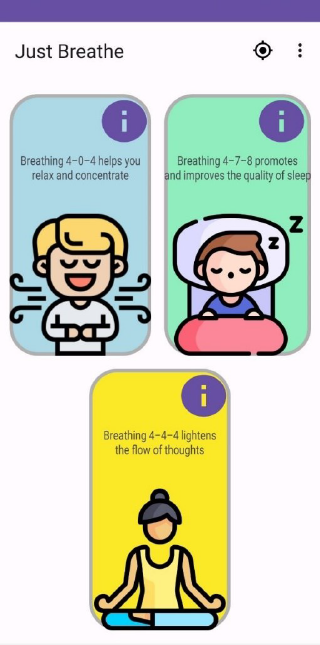 Just Breathe
i
Breathing 4-0-4 helps you
relax and concentrate
i
Breathing 4-7-8 promotes
and improves the quality of sleep
z
Z
i
Breathing 4-4-4 lightens
the flow of thoughts